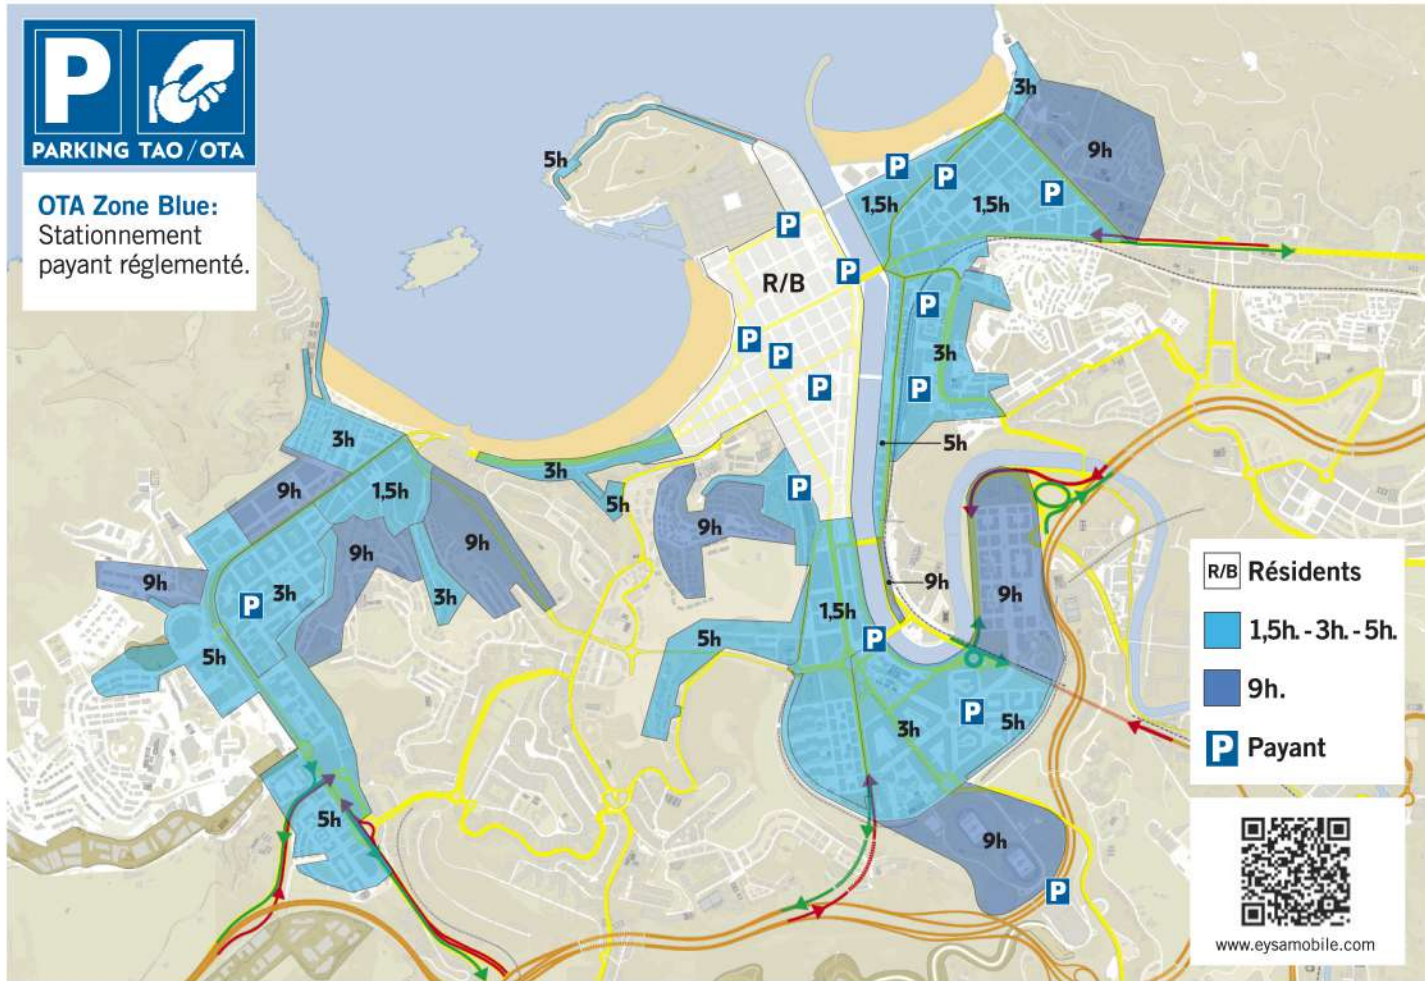 P
PARKING TAO/OTA
OTA Zone Blue:
Stationnement
payant réglementé.
3h
9h
5h
P
P
1,5h
1,5h
P
P
R/B
P
P
3h
P
P
P
P
3h
5h
3h
9h
1,5h
5h
P
9h
9h
9h
9h
9h
3h
P
3h
9h
9h
1,5h
P
5h
5h
3h
P
5h
5h
9h
P
R/B Résidents
1,5h. - 3h. - 5h.
9h.
P Payant
www.eysamobile.com